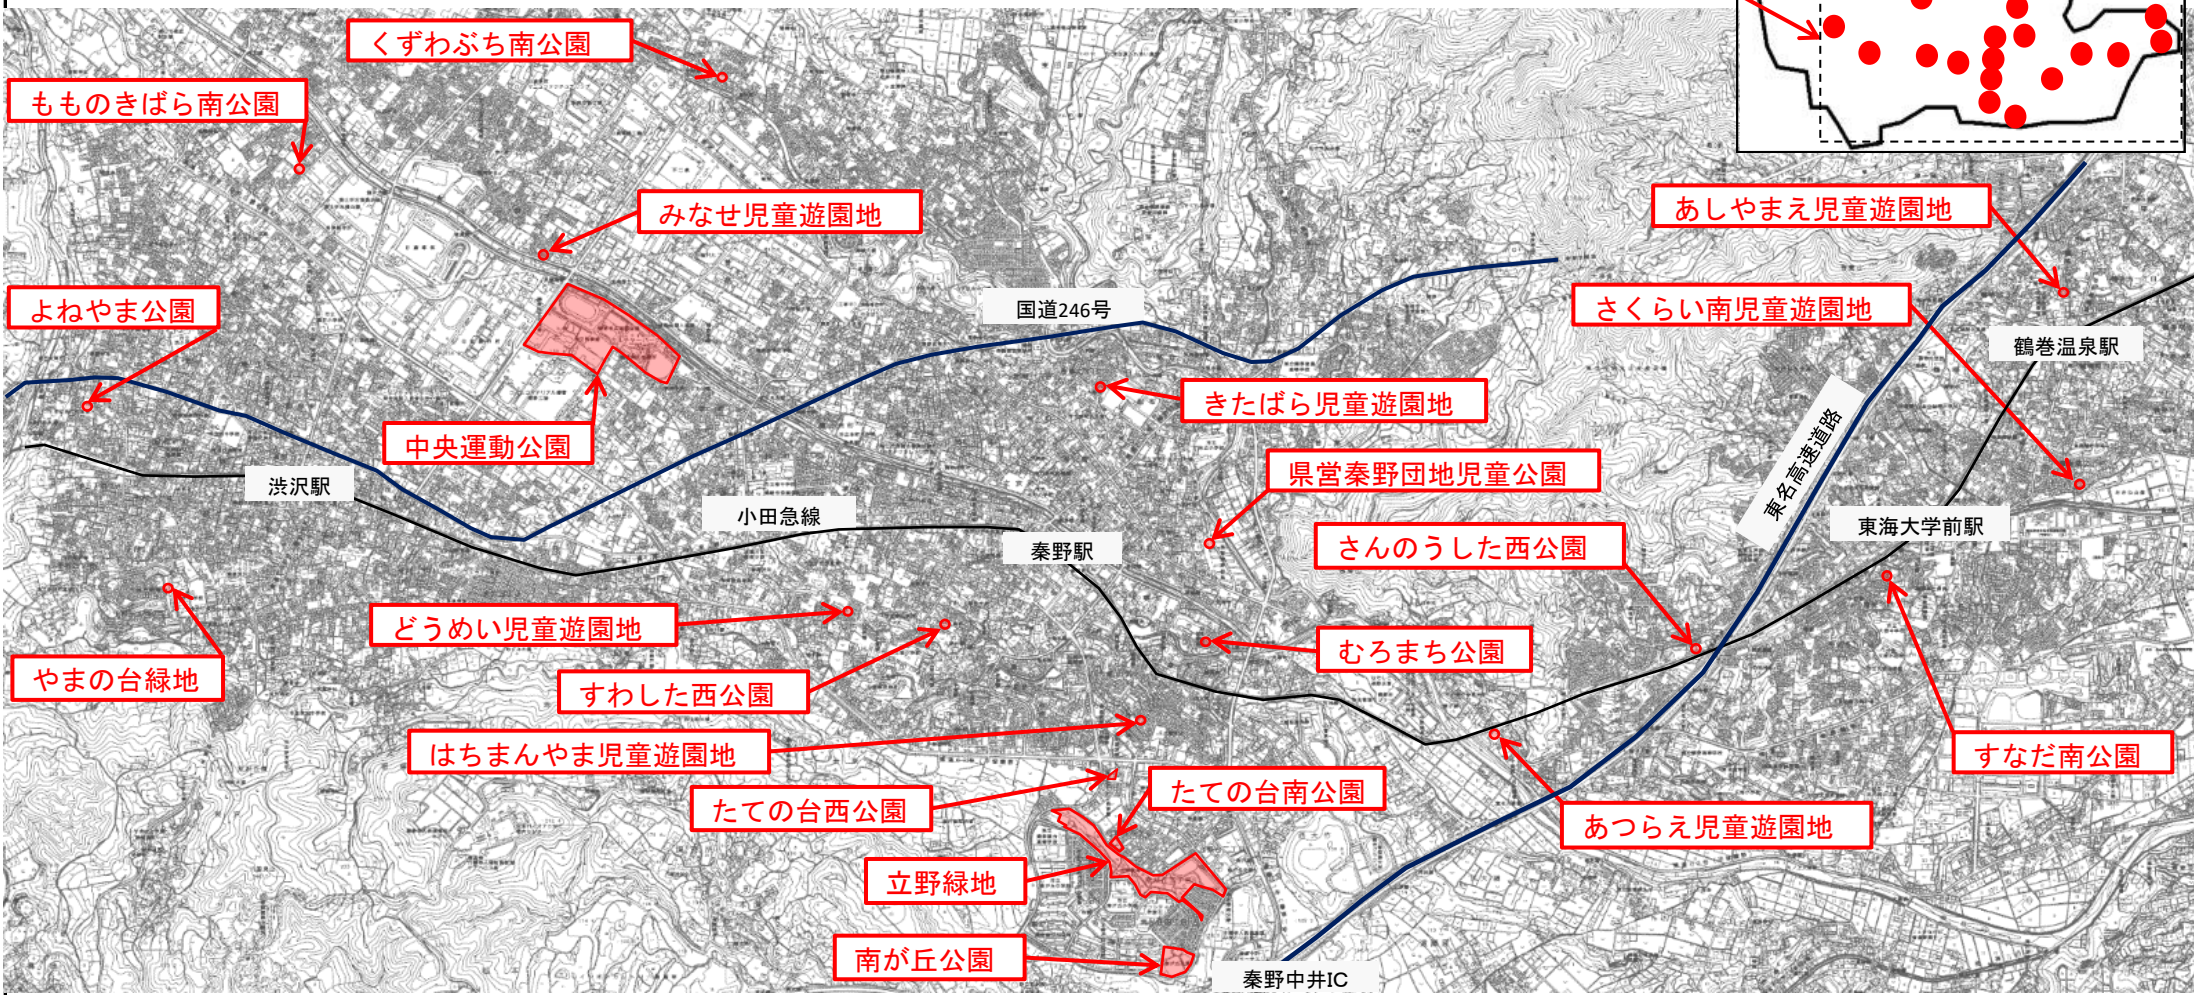 くずわぶち南公園
もものきばら南公園
みなせ児童遊園地
あしやまえ児童遊園地
よねやま公園
国道246号
さくらい南児童遊園地
鶴巻温泉駅
きたばら児童遊園地
中央運動公園
東名高速道路
県営秦野団地児童公園
渋沢駅
小田急線
東海大学前駅
秦野駅
さんのうした西公園
どうめい児童遊園地
むろまち公園
やまの台緑地
すわした西公園
はちまんやま児童遊園地
すなだ南公園
たての台西公園
たての台南公園
あつらえ児童遊園地
立野緑地
南が丘公園
秦野中井IC